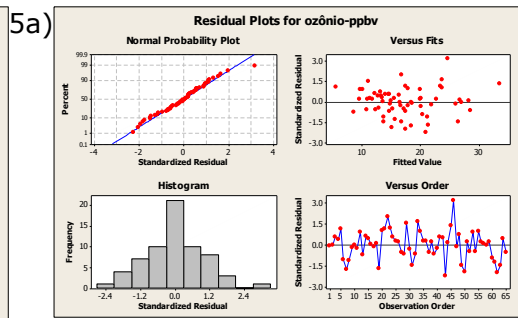 5a)
Residual Plots for ozônio-ppbv
Normal Probability Plot
99.9
99
90
50
10
1
0.1
Percent
-4 -2 0 2 4
Standardized Residual
Versus Fits
3.0
1.5
0.0
-1.5
-3.0
Standardized Residual
10 20 30
Fitted Value
Histogram
20
15
10
5
0
Frequency
-2.4 -1.2 0.0 1.2 2.4
Standardized Residual
Versus Order
3.0
1.5
0.0
-1.5
-3.0
Standardized Residual
1 5 10 15 20 25 30 35 40 45 50 55 60 65
Observation Order